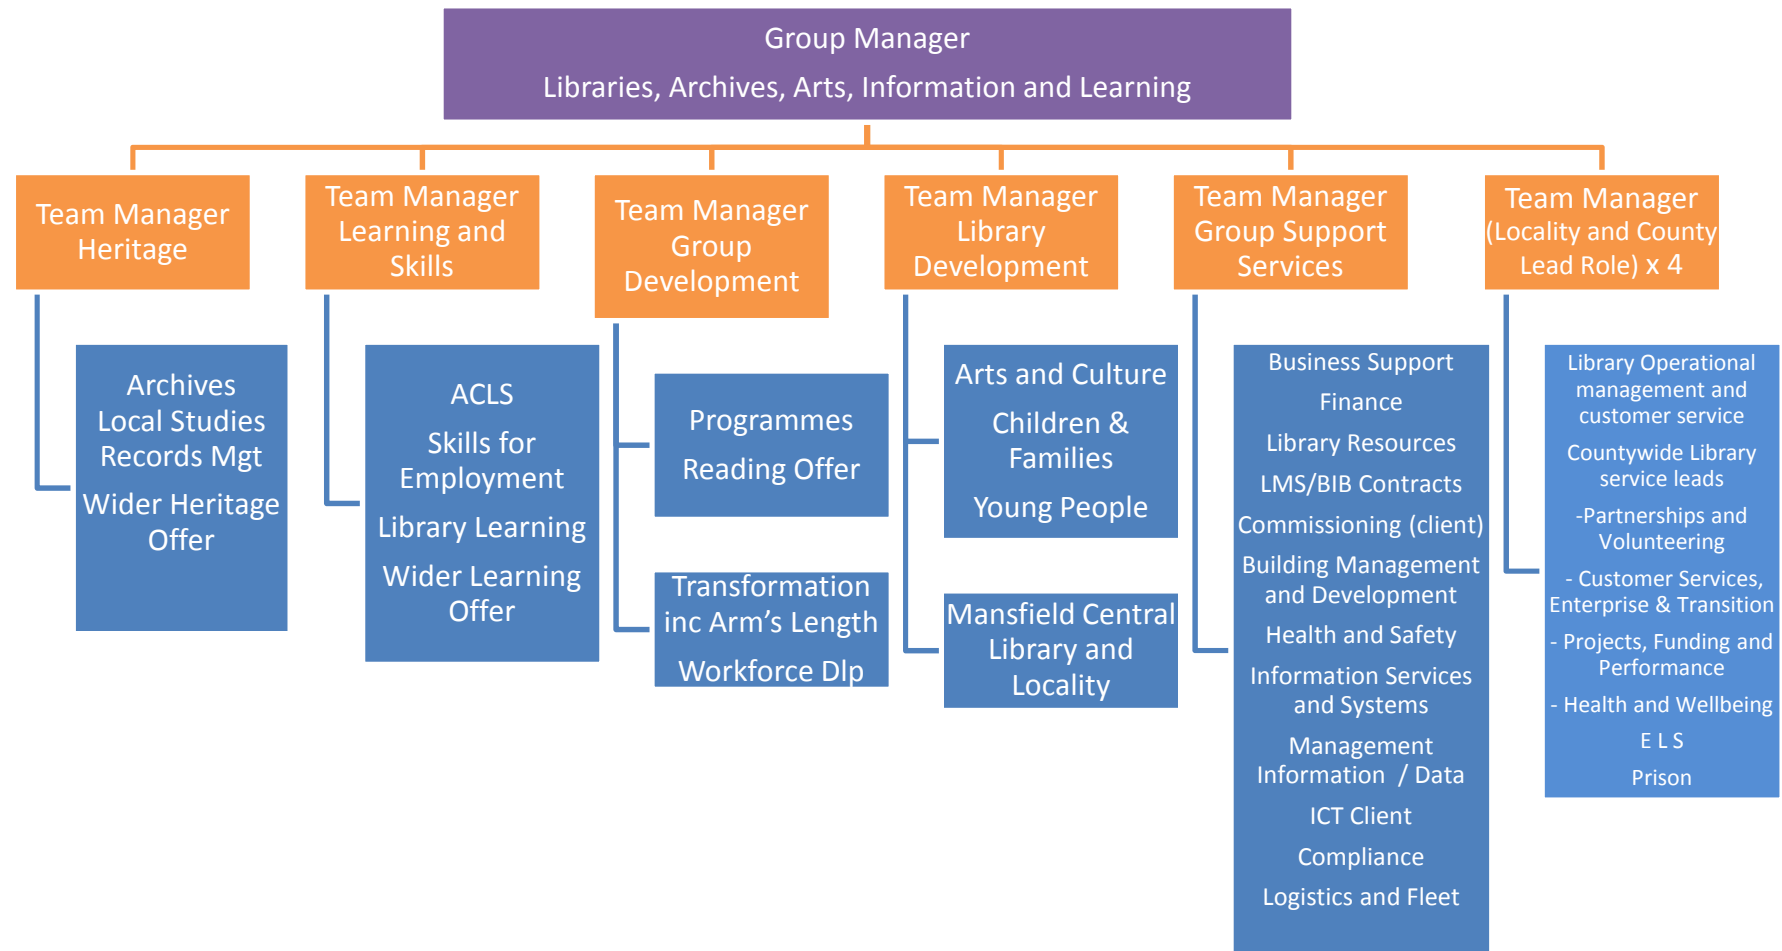 Group Manager
Libraries, Archives, Arts, Information and Learning
Team Manager
Heritage
Archives
Local Studies
Records Mgt
Wider Heritage
Offer
Team Manager
Learning and
Skills
ACLS
Skills for
Employment
Library Learning
Wider Learning
Offer
Team Manager
Group
Development
Programmes
Reading Offer
Transformation
inc Arm's Length
Workforce Dlp
Team Manager
Library
Development
Arts and Culture
Children &
Families
Young People
Mansfield Central
Library and
Locality
Team Manager
Group Support
Services
Business Support
Finance
Library Resources
LMS/BIB Contracts
Commissioning (client)
Building Management
and Development
Health and Safety
Information Services
and Systems
Management
Information / Data
ICT Client
Compliance
Logistics and Fleet
Team Manager
(Locality and County
Lead Role) x 4
Library Operational
management and
customer service
Countywide Library
service leads
-Partnerships and
Volunteering
- Customer Services,
Enterprise & Transition
- Projects, Funding and
Performance
- Health and Wellbeing
E L S
Prison